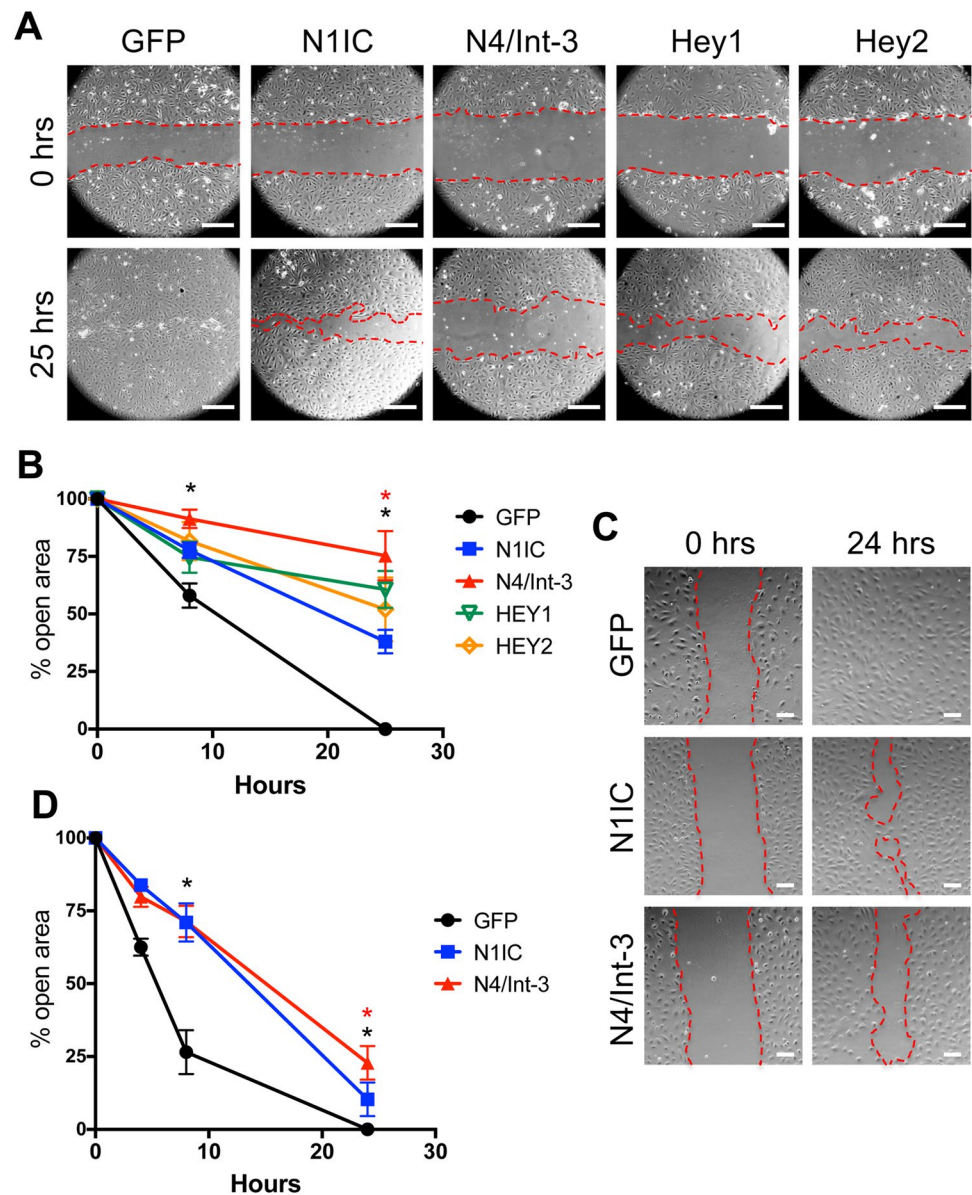 A
GFP N1IC N4/Int-3 Hey1 Hey2
0 hrs
25 hrs
B
% open area
100
75
50
25
0
0 10 20 30
Hours
* * *
GFP
N1IC
N4/Int-3
HEY1
HEY2
C
0 hrs 24 hrs
GFP
N1IC
N4/Int-3
D
% open area
100
75
50
25
0
0 10 20 30
Hours
* * *
GFP
N1IC
N4/Int-3